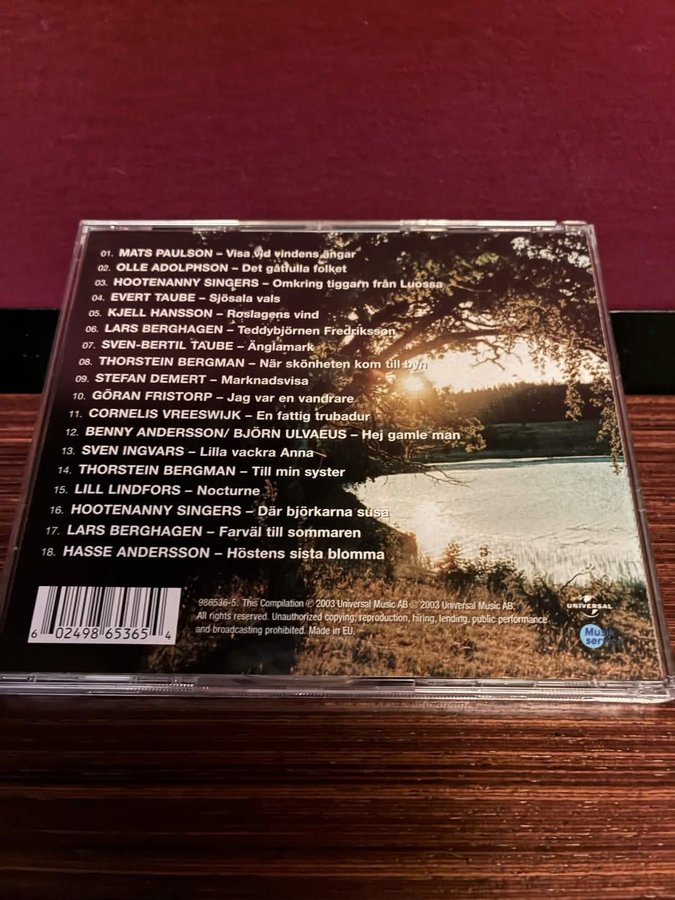 01. MATS PAULSON – Visa vid vindens ängar
02. OLLE ADOLPHSON – Det gåtfulla folket
03. HOOTENANNY SINGERS – Omkring tiggarn från Luossa
04. EVERT TAUBE – Sjösala vals
05. KJELL HANSSON – Roslagens vind
06. LARS BERGHAGEN – Teddybjörnen Fredriksson
07. SVEN-BERTIL TAUBE – Änglamark
08. THORSTEIN BERGMAN – När skönheten kom till byn
09. STEFAN DEMERT – Marknadsvisa
10. GÖRAN FRISTORP – Jag var en vandrare
11. CORNELIS VREESWIJK – En fattig trubadur
12. BENNY ANDERSSON/ BJÖRN ULVAEUS – Hej gamle man
13. SVEN INGVARS – Lilla vackra Anna
14. THORSTEIN BERGMAN – Till min syster
15. LILL LINDFORS – Nocturne
16. HOOTENANNY SINGERS – Där björkarna susa
17. LARS BERGHAGEN – Farväl till sommaren
18. HASSE ANDERSSON – Höstens sista blomma
986536-5. This Compilation ℗ 2003 Universal Music AB © 2003 Universal Music AB.
All rights reserved. Unauthorized copying, reproduction, hiring, lending, public performance
and broadcasting prohibited. Made in EU.
6 02498 65365 4
UNIVERSAL